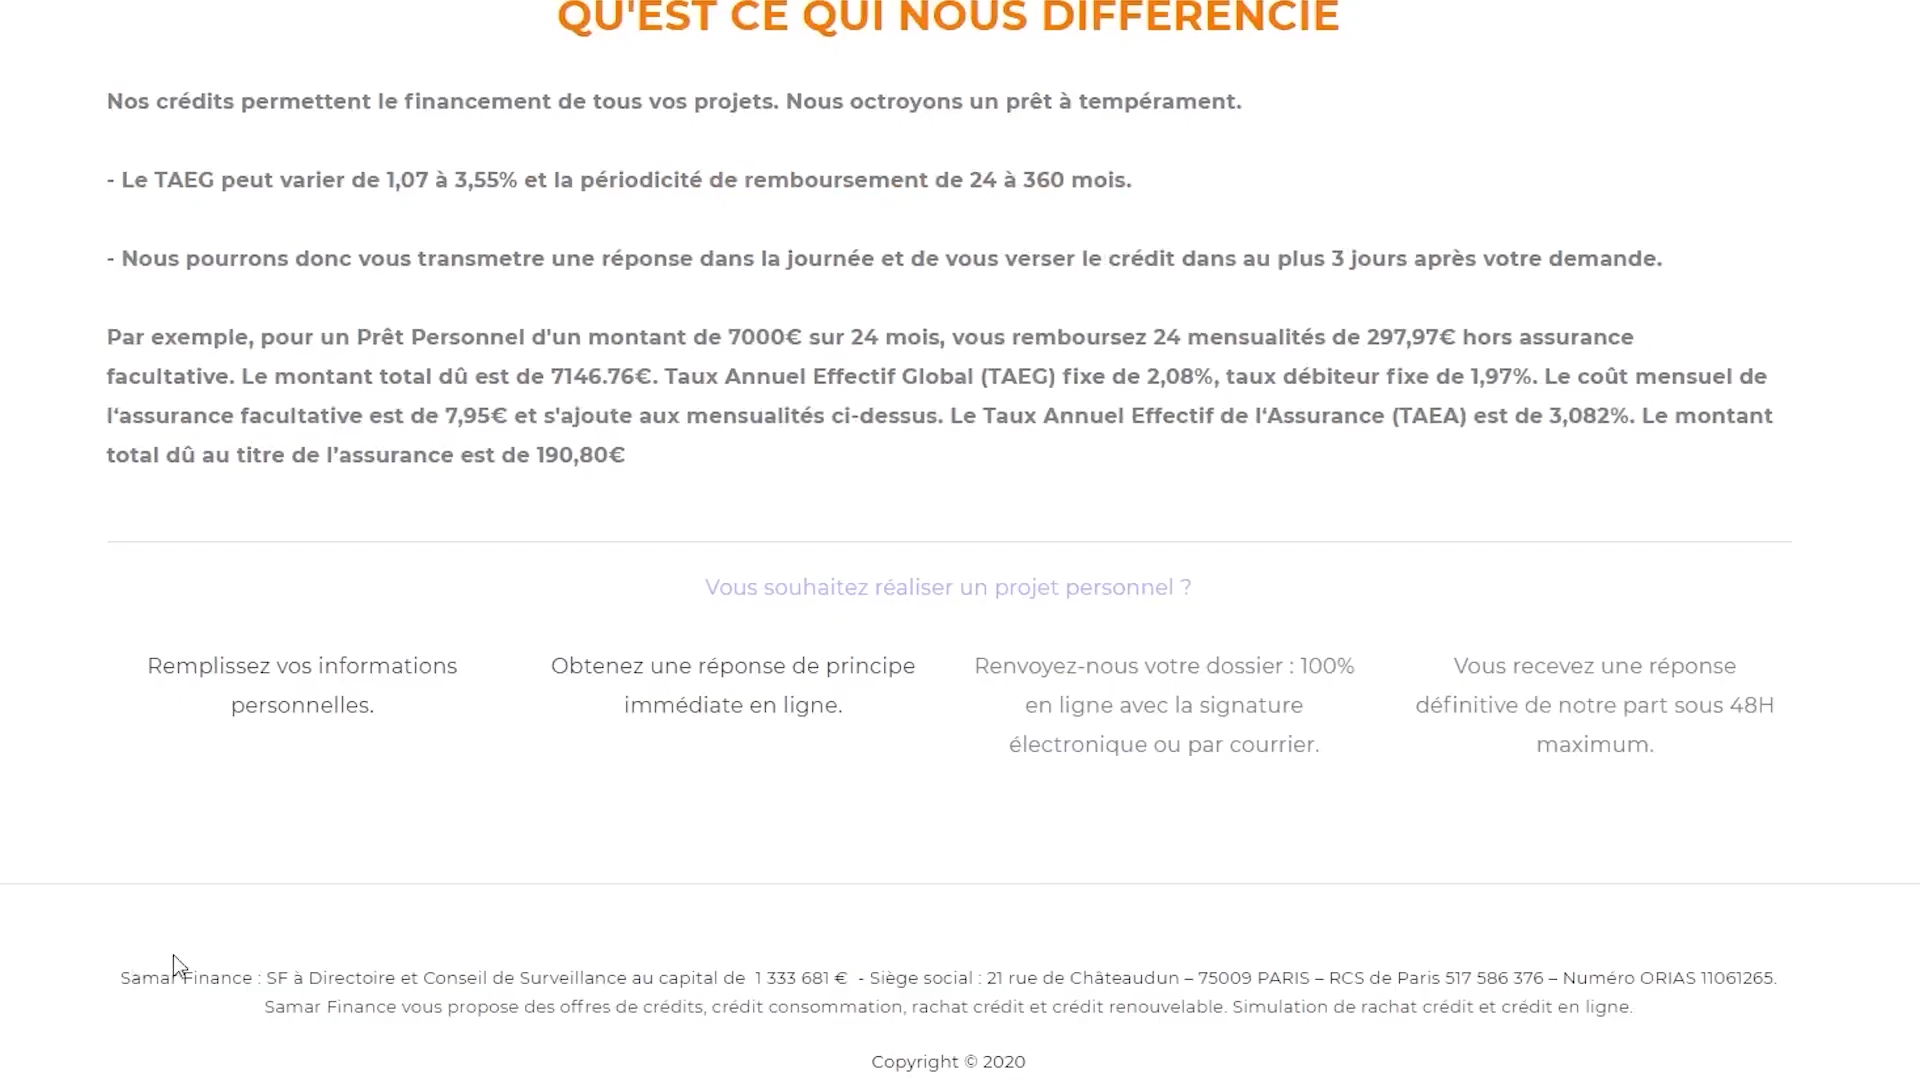 QU'EST CE QUI NOUS DIFFERENCIE
Nos crédits permettent le financement de tous vos projets. Nous octroyons un prêt à tempérament.
- Le TAEG peut varier de 1,07 à 3,55% et la périodicité de remboursement de 24 à 360 mois.
- Nous pourrons donc vous transmetre une réponse dans la journée et de vous verser le crédit dans au plus 3 jours après votre demande.
Par exemple, pour un Prêt Personnel d'un montant de 7000€ sur 24 mois, vous remboursez 24 mensualités de 297,97€ hors assurance
facultative. Le montant total dû est de 7146.76€. Taux Annuel Effectif Global (TAEG) fixe de 2,08%, taux débiteur fixe de 1,97%. Le coût mensuel de
l‘assurance facultative est de 7,95€ et s'ajoute aux mensualités ci-dessus. Le Taux Annuel Effectif de l‘Assurance (TAEA) est de 3,082%. Le montant
total dû au titre de l’assurance est de 190,80€
Vous souhaitez réaliser un projet personnel ?
Remplissez vos informations
personnelles.
Obtenez une réponse de principe
immédiate en ligne.
Renvoyez-nous votre dossier : 100%
en ligne avec la signature
électronique ou par courrier.
Vous recevez une réponse
définitive de notre part sous 48H
maximum.
Samar Finance : SF à Directoire et Conseil de Surveillance au capital de 1 333 681 € - Siège social : 21 rue de Châteaudun – 75009 PARIS – RCS de Paris 517 586 376 – Numéro ORIAS 11061265.
Samar Finance vous propose des offres de crédits, crédit consommation, rachat crédit et crédit renouvelable. Simulation de rachat crédit et crédit en ligne.
Copyright © 2020